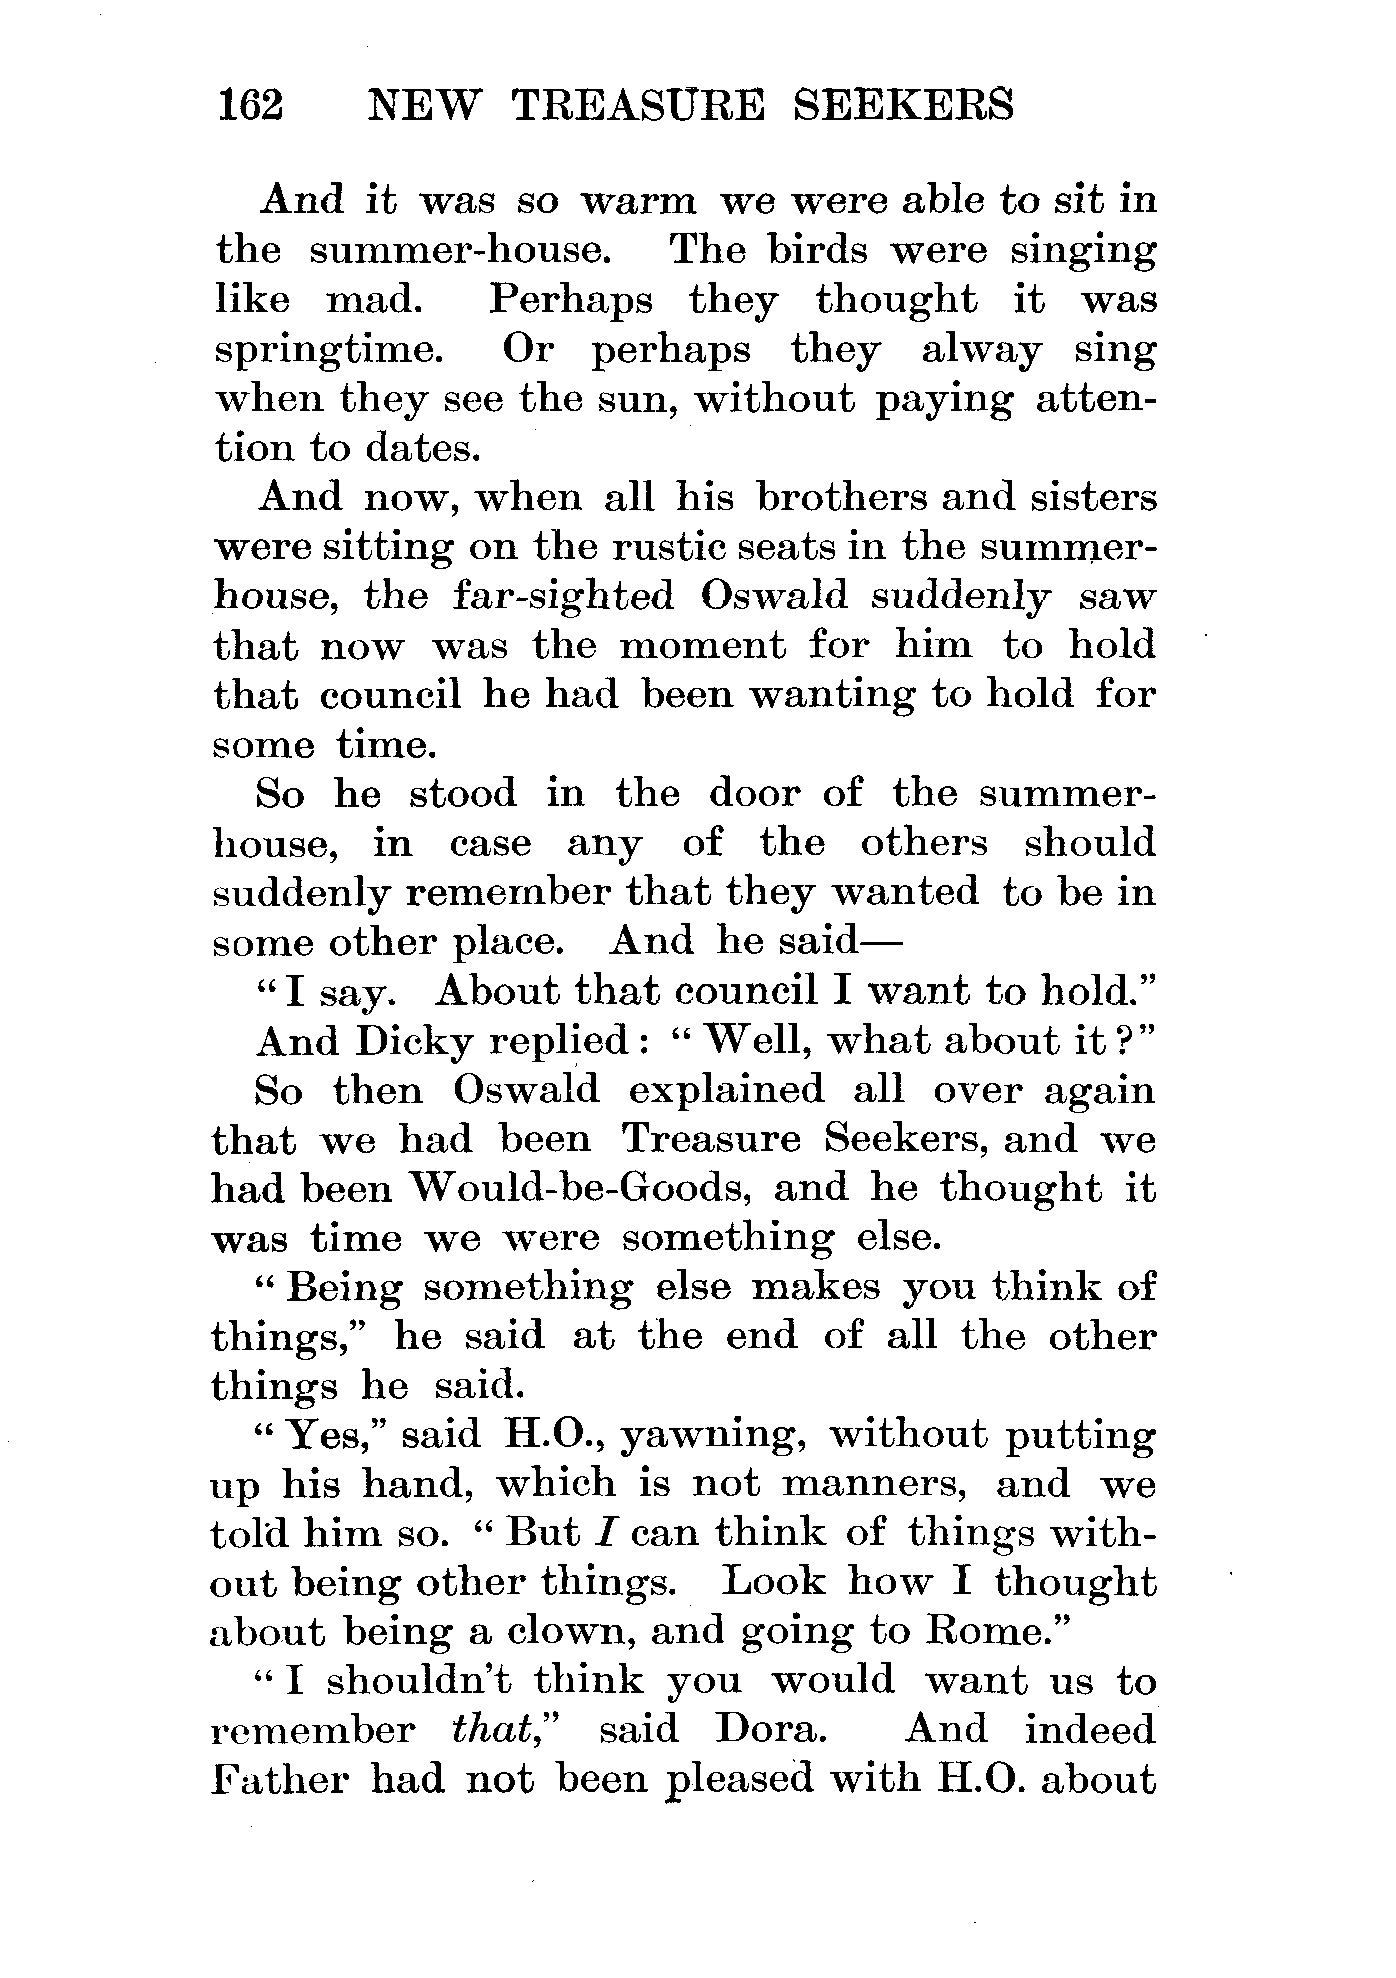 162 NEW TREASURE SEEKERS
And it was so warm we were able to sit in
the summer-house. The birds were singing
like mad. Perhaps they thought it was
springtime. Or perhaps they alway sing
when they see the sun, without paying atten-
tion to dates.
And now, when all his brothers and sisters
were sitting on the rustic seats in the summer-
house, the far-sighted Oswald suddenly saw
that now was the moment for him to hold
that council he had been wanting to hold for
some time.
So he stood in the door of the summer-
house, in case any of the others should
suddenly remember that they wanted to be in
some other place. And he said—
“I say. About that council I want to hold.”
And Dicky replied: “Well, what about it?”
So then Oswald explained all over again
that we had been Treasure Seekers, and we
had been Would-be-Goods, and he thought it
was time we were something else.
“Being something else makes you think of
things,” he said at the end of all the other
things he said.
“Yes,” said H.O., yawning, without putting
up his hand, which is not manners, and we
told him so. “But I can think of things with-
out being other things. Look how I thought
about being a clown, and going to Rome.”
“I shouldn't think you would want us to
remember that,” said Dora. And indeed
Father had not been pleased with H.O. about